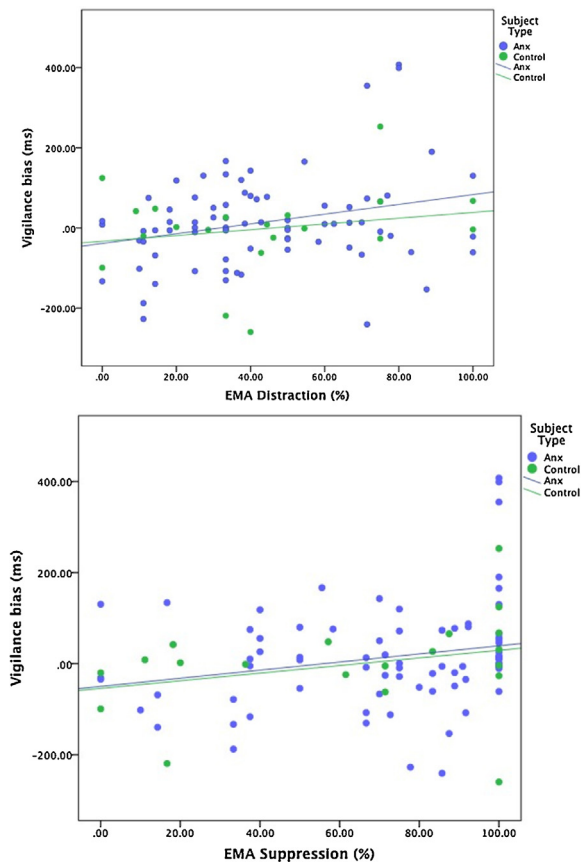 Subject
Type
Anx
Control
Anx
Control
400.00
200.00
.00
-200.00
Vigilance bias (ms)
.00 20.00 40.00 60.00 80.00 100.00
EMA Distraction (%)
Subject
Type
Anx
Control
Anx
Control
400.00
200.00
.00
-200.00
Vigilance bias (ms)
.00 20.00 40.00 60.00 80.00 100.00
EMA Suppression (%)